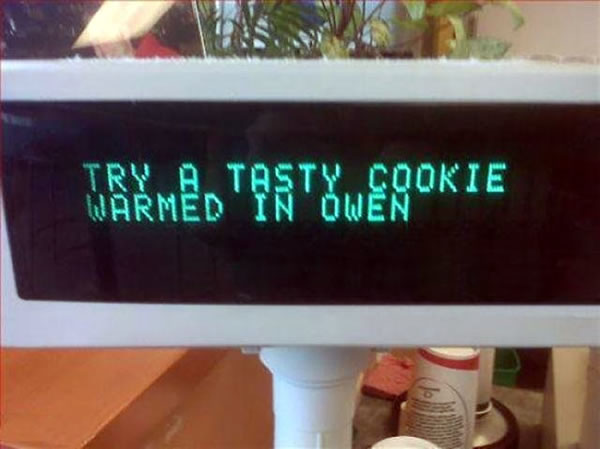 TRY A TASTY COOKIE
WARMED IN OWEN